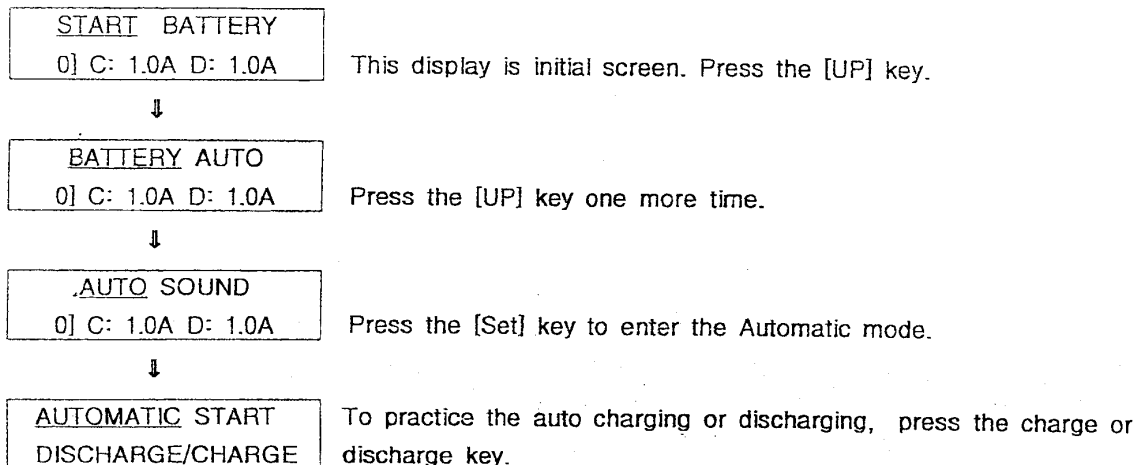 START BATTERY
0] C: 1.0A D: 1.0A
This display is initial screen. Press the [UP] key.
⇓
BATTERY AUTO
0] C: 1.0A D: 1.0A
Press the [UP] key one more time.
⇓
AUTO SOUND
0] C: 1.0A D: 1.0A
Press the [Set] key to enter the Automatic mode.
⇓
AUTOMATIC START
DISCHARGE/CHARGE
To practice the auto charging or discharging, press the charge or
discharge key.